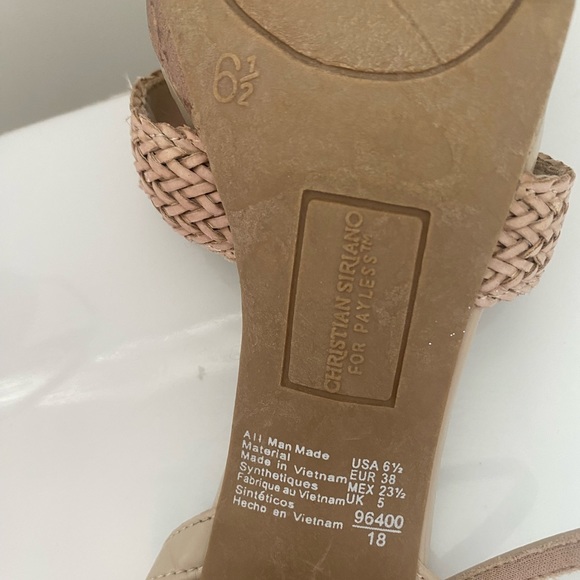 6½
CHRISTIAN SIRIANO
FOR PAYLESS™
All Man Made
Material
Made in Vietnam
Synthetiques
Fabrique au Vietnam
Sintéticos
Hecho en Vietnam
USA 6½
EUR 38
MEX 23½
UK 5
96400
18